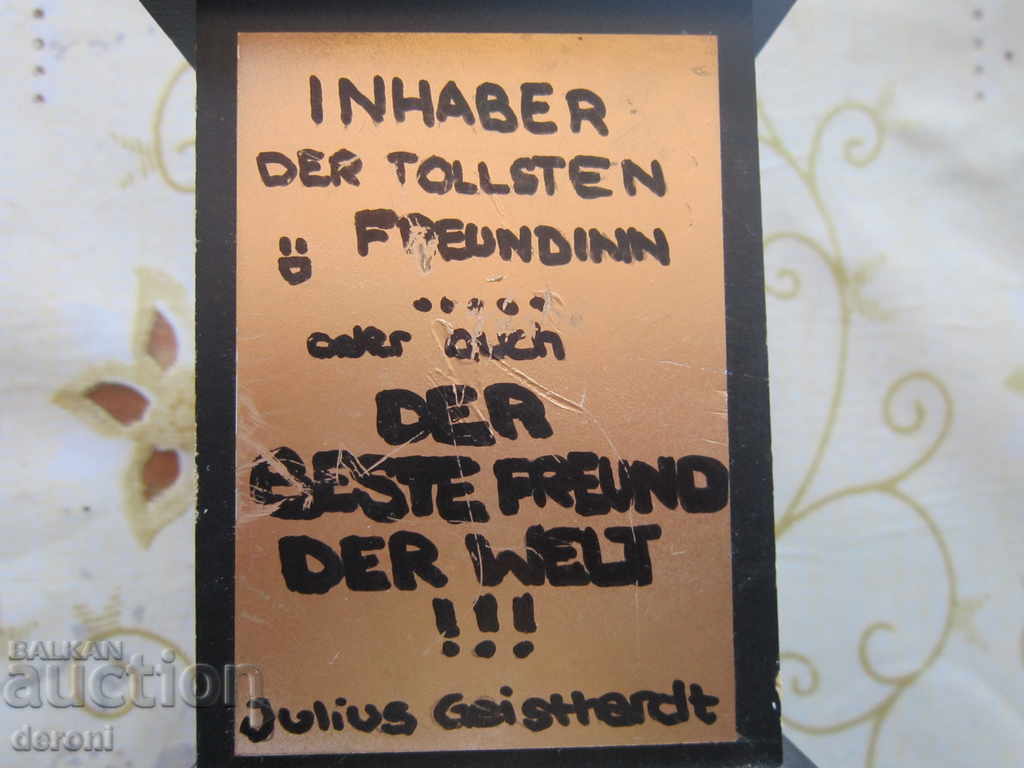 INHABER
DER TOLLSTEN
FREUNDINN
.....
oder auch
DER
BESTE FREUND
DER WELT
!!!
Julius Geisthardt
BALKAN
auction
deroni